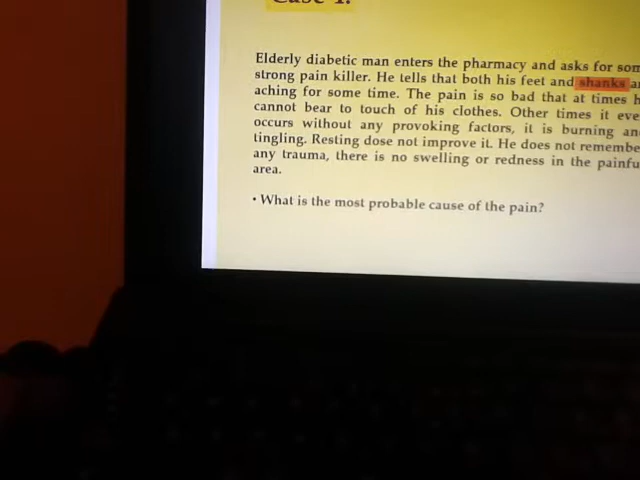 Case 1.
Elderly diabetic man enters the pharmacy and asks for som
strong pain killer. He tells that both his feet and shanks ar
aching for some time. The pain is so bad that at times h
cannot bear to touch of his clothes. Other times it eve
occurs without any provoking factors, it is burning an
tingling. Resting dose not improve it. He does not remembe
any trauma, there is no swelling or redness in the painfu
area.
• What is the most probable cause of the pain?